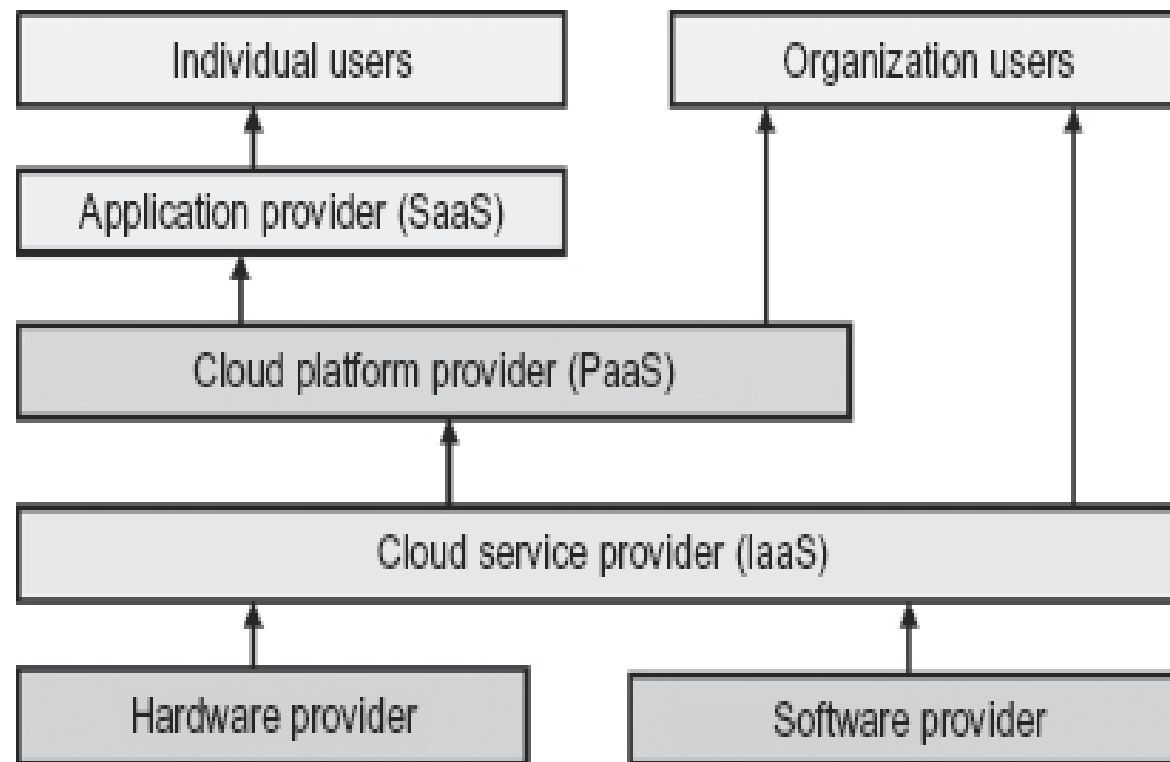 Individual users
Organization users
Application provider (SaaS)
Cloud platform provider (PaaS)
Cloud service provider (IaaS)
Hardware provider
Software provider